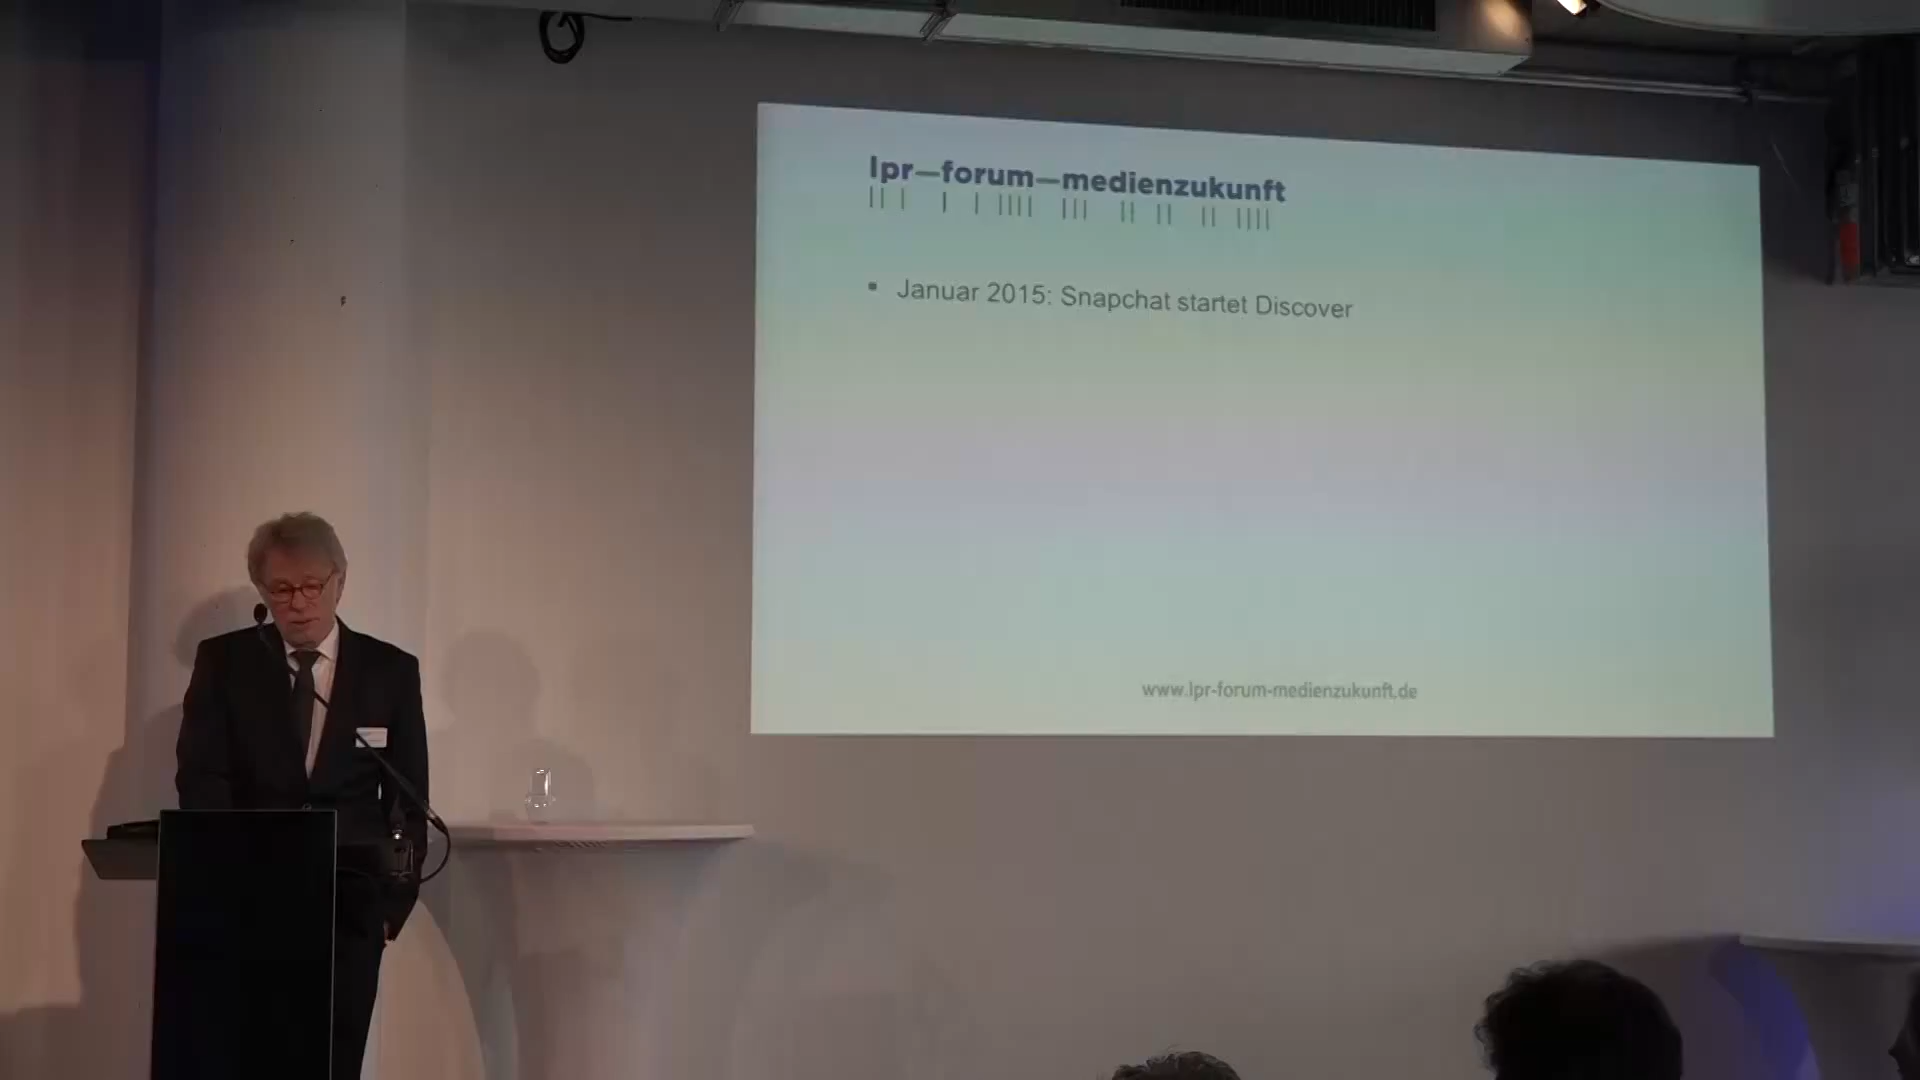 lpr–forum–medienzukunft
Januar 2015: Snapchat startet Discover
www.lpr-forum-medienzukunft.de